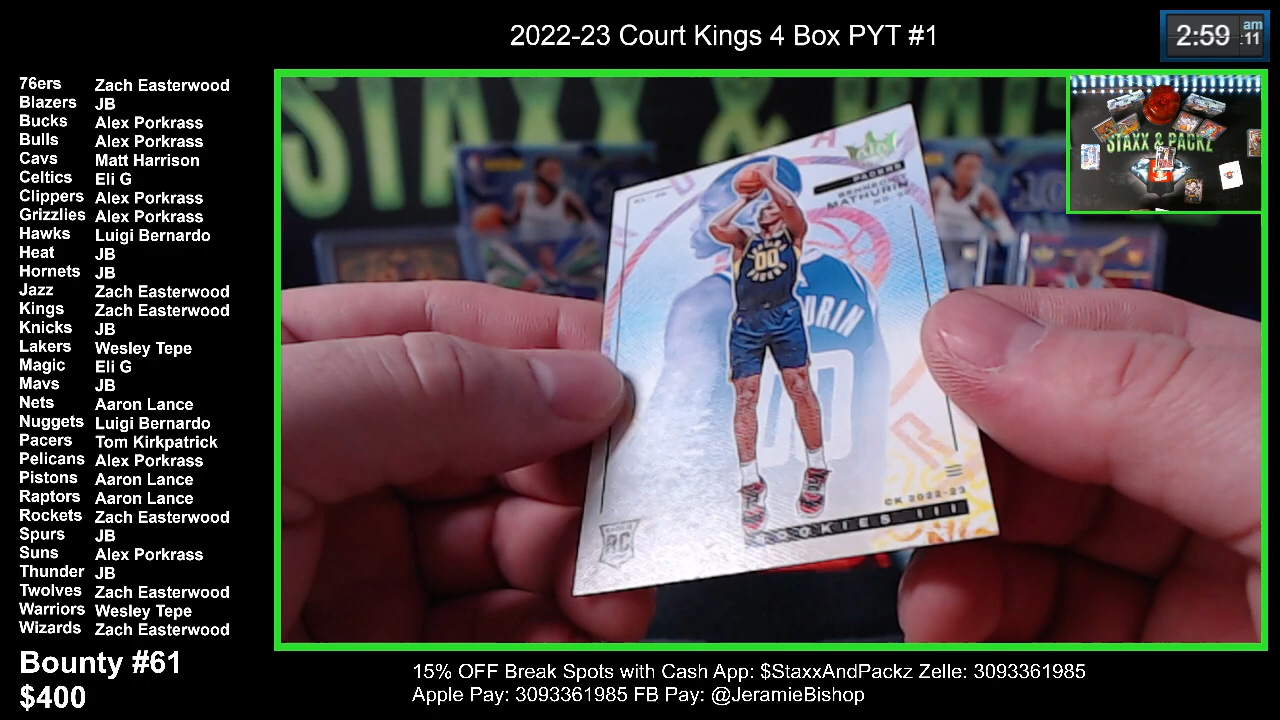 2022-23 Court Kings 4 Box PYT #1
2:59 am :11
76ers Zach Easterwood
Blazers JB
Bucks Alex Porkrass
Bulls Alex Porkrass
Cavs Matt Harrison
Celtics Eli G
Clippers Alex Porkrass
Grizzlies Alex Porkrass
Hawks Luigi Bernardo
Heat JB
Hornets JB
Jazz Zach Easterwood
Kings Zach Easterwood
Knicks JB
Lakers Wesley Tepe
Magic Eli G
Mavs JB
Nets Aaron Lance
Nuggets Luigi Bernardo
Pacers Tom Kirkpatrick
Pelicans Alex Porkrass
Pistons Aaron Lance
Raptors Aaron Lance
Rockets Zach Easterwood
Spurs JB
Suns Alex Porkrass
Thunder JB
Twolves Zach Easterwood
Warriors Wesley Tepe
Wizards Zach Easterwood
Bounty #61
$400
STAXX & PACKZ
PACERS
BENNEDICT
MATHURIN
00
URIN
00
RC
CK 2022-23
ROOKIES III
STAXX & PACKZ
15% OFF Break Spots with Cash App: $StaxxAndPackz Zelle: 3093361985
Apple Pay: 3093361985 FB Pay: @JeramieBishop